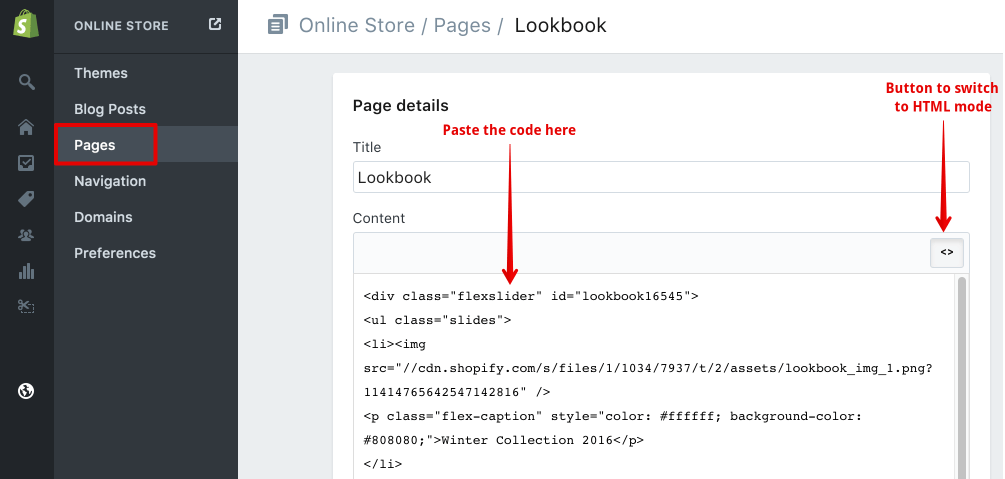 ONLINE STORE
Themes
Blog Posts
Pages
Navigation
Domains
Preferences
Online Store / Pages / Lookbook
Page details
Button to switch
to HTML mode
Paste the code here
Title
Lookbook
Content
<>
<div class="flexslider" id="lookbook16545">
<ul class="slides">
<li><img
src="//cdn.shopify.com/s/files/1/1034/7937/t/2/assets/lookbook_img_1.png?
11414765642547142816" />
<p class="flex-caption" style="color: #ffffff; background-color:
#808080;">Winter Collection 2016</p>
</li>